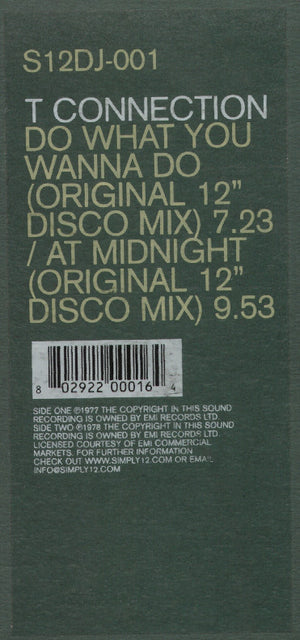 S12DJ-001
T CONNECTION
DO WHAT YOU
WANNA DO
(ORIGINAL 12"
DISCO MIX) 7.23
/ AT MIDNIGHT
(ORIGINAL 12"
DISCO MIX) 9.53
8 02922 00016 4
SIDE ONE ℗1977 THE COPYRIGHT IN THIS SOUND
RECORDING IS OWNED BY EMI RECORDS LTD.
SIDE TWO ℗1978 THE COPYRIGHT IN THIS SOUND
RECORDING IS OWNED BY EMI RECORDS LTD.
LICENSED COURTESY OF EMI COMMERCIAL
MARKETS. FOR FURTHER INFORMATION
CHECK OUT WWW.SIMPLY12.COM OR EMAIL
INFO@SIMPLY12.COM